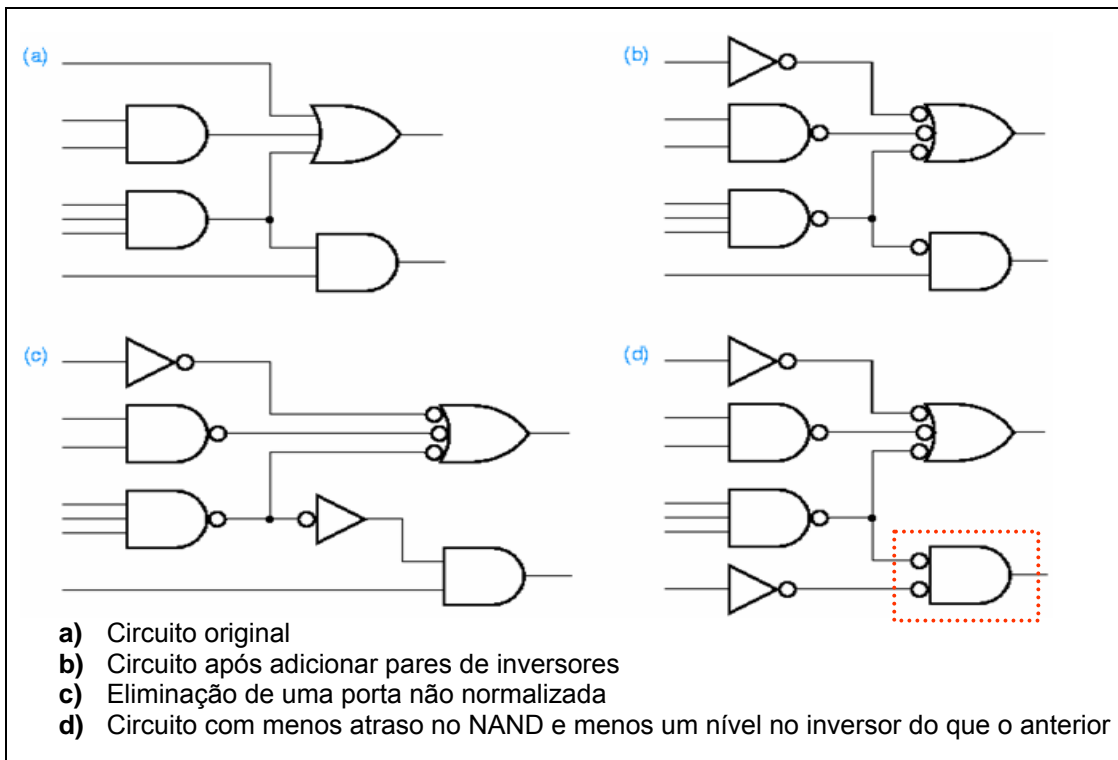 (a)
(b)
(c)
(d)
a) Circuito original
b) Circuito após adicionar pares de inversores
c) Eliminação de uma porta não normalizada
d) Circuito com menos atraso no NAND e menos um nível no inversor do que o anterior